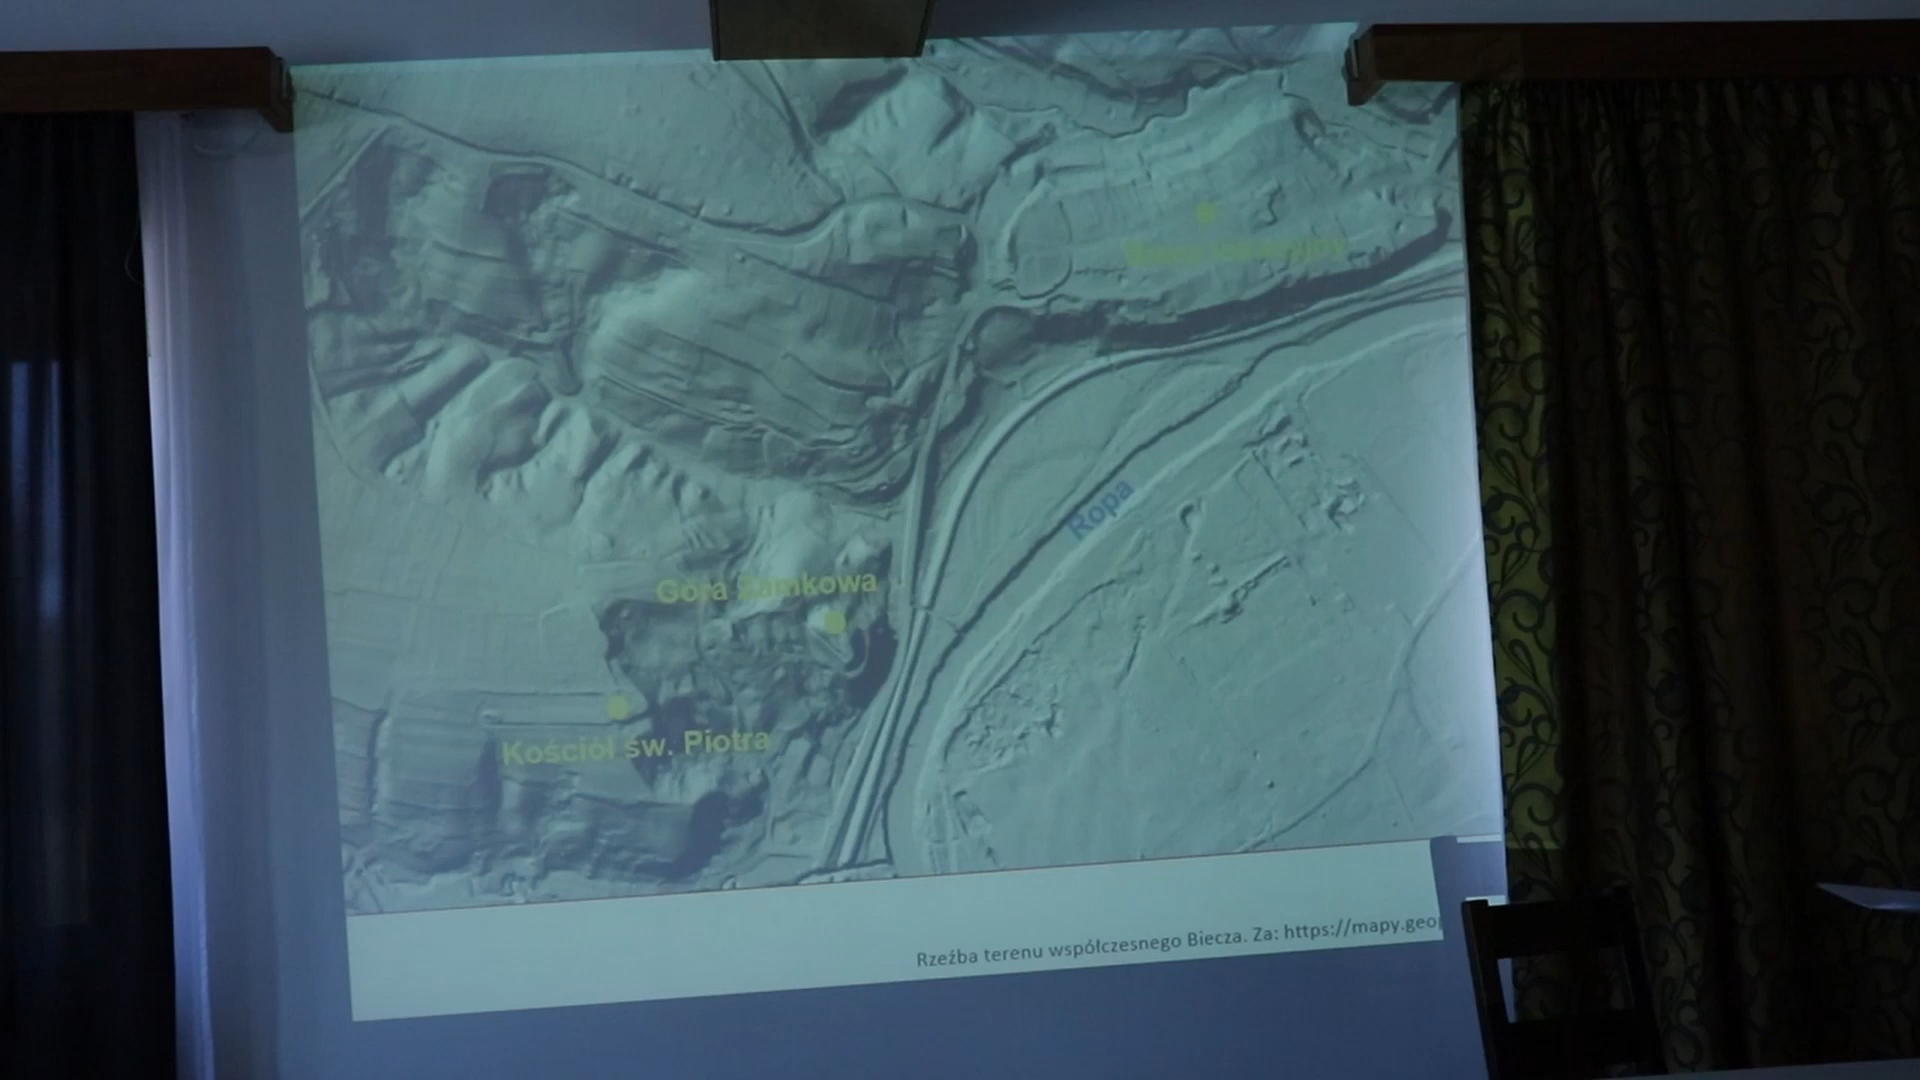 Ropa
Góra Zamkowa
Kościół św. Piotra
Rzeźba terenu współczesnego Biecza. Za: https://mapy.geo